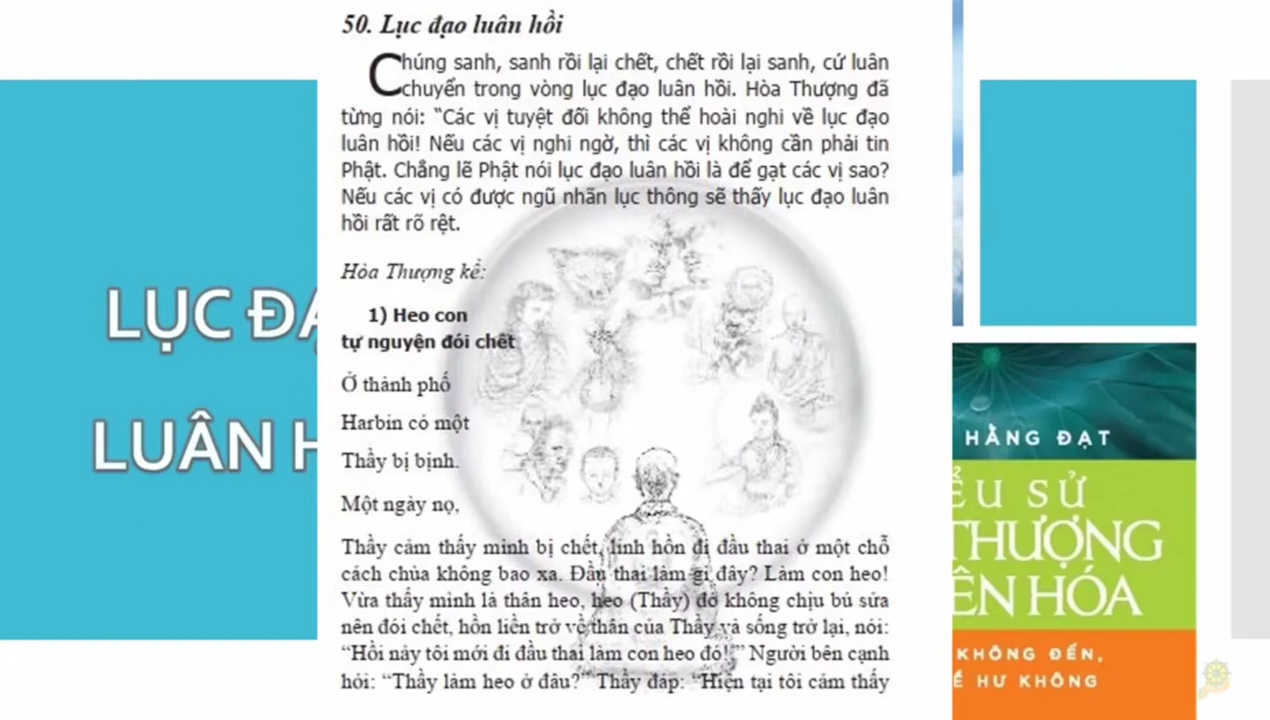 LỤC ĐẠ
LUÂN H
50. Lục đạo luân hồi
Chúng sanh, sanh rồi lại chết, chết rồi lại sanh, cứ luân
chuyển trong vòng lục đạo luân hồi. Hòa Thượng đã
từng nói: “Các vị tuyệt đối không thể hoài nghi về lục đạo
luân hồi! Nếu các vị nghi ngờ, thì các vị không cần phải tin
Phật. Chẳng lẽ Phật nói lục đạo luân hồi là để gạt các vị sao?
Nếu các vị có được ngũ nhãn lục thông sẽ thấy lục đạo luân
hồi rất rõ rệt.
Hòa Thượng kể:
1) Heo con
tự nguyện đói chết
Ở thành phố
Harbin có một
Thầy bị bịnh.
Một ngày nọ,
Thầy cảm thấy mình bị chết, linh hồn đi đầu thai ở một chỗ
cách chùa không bao xa. Đầu thai làm gì đây? Làm con heo!
Vừa thấy mình là thân heo, heo (Thầy) đó không chịu bú sữa
nên đói chết, hồn liền trở về thân của Thầy và sống trở lại, nói:
“Hồi nãy tôi mới đi đầu thai làm con heo đó!” Người bên cạnh
hỏi: “Thầy làm heo ở đâu?” Thầy đáp: “Hiện tại tôi cảm thấy
HẰNG ĐẠT
ỂU SỬ
THƯỢNG
ÊN HÓA
KHÔNG ĐẾN,
Ề HƯ KHÔNG